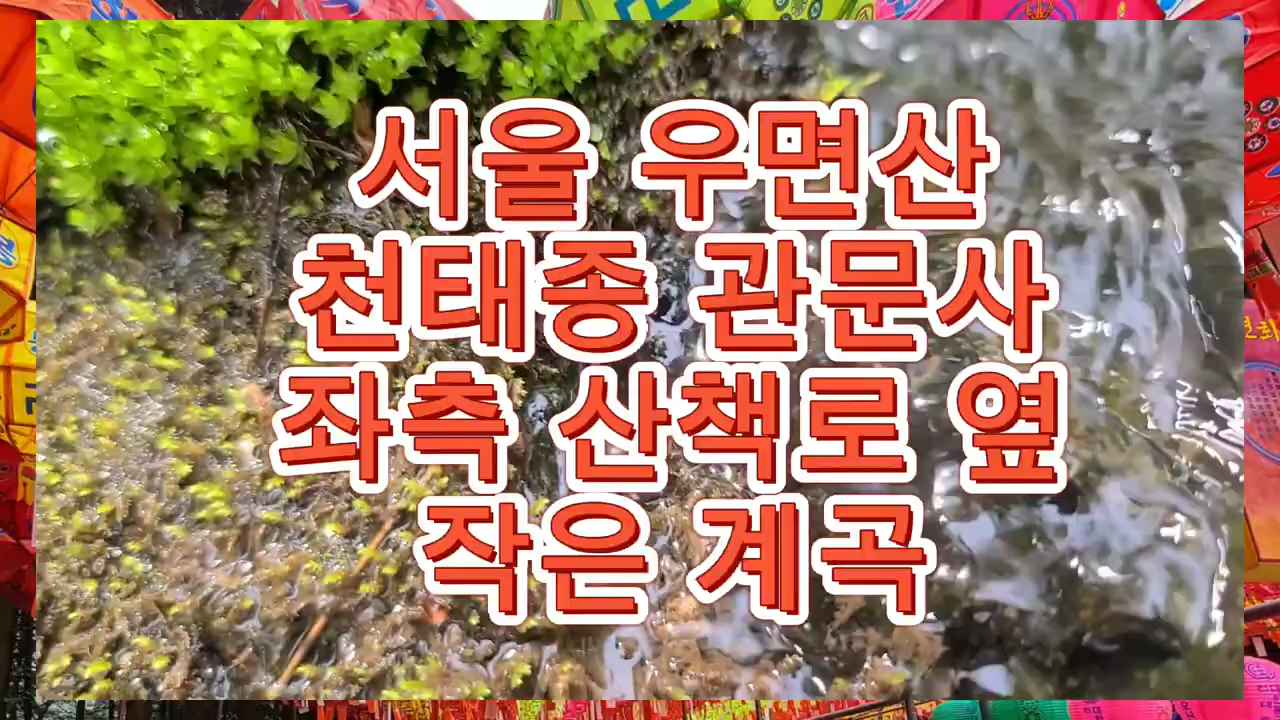 서울 우면산
천태종 관문사
좌측 산책로 옆
작은 계곡